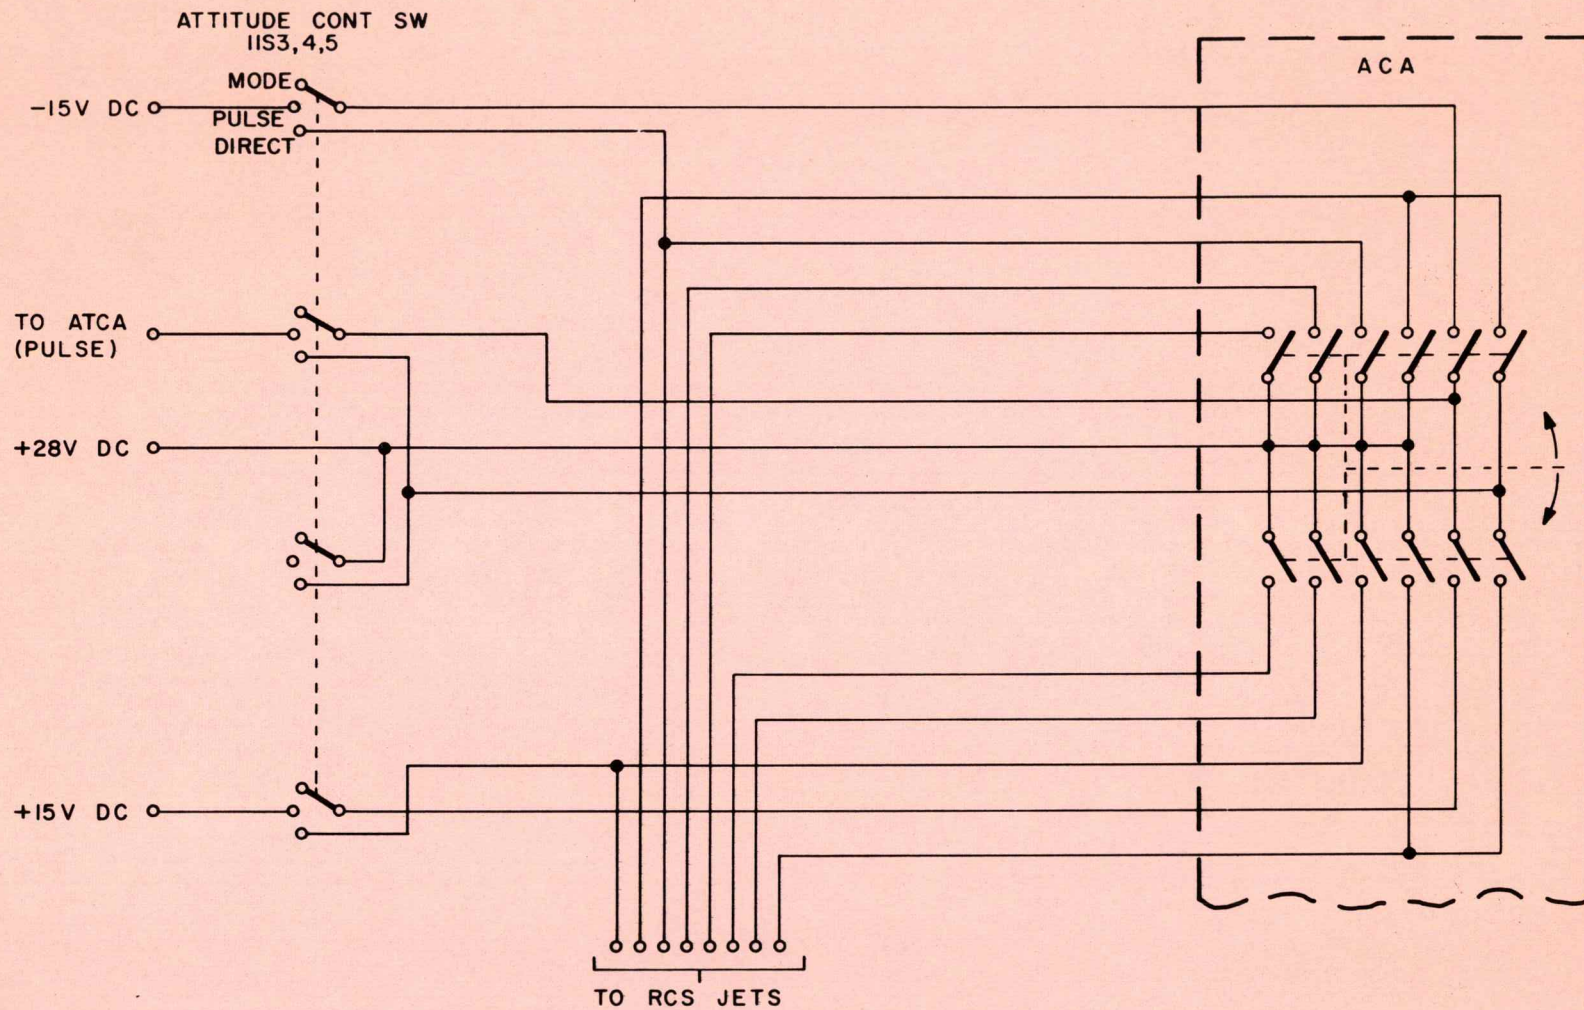 ATTITUDE CONT SW
11S3,4,5
MODE
-15V DC
PULSE
DIRECT
ACA
TO ATCA
(PULSE)
+28V DC
+15V DC
TO RCS JETS